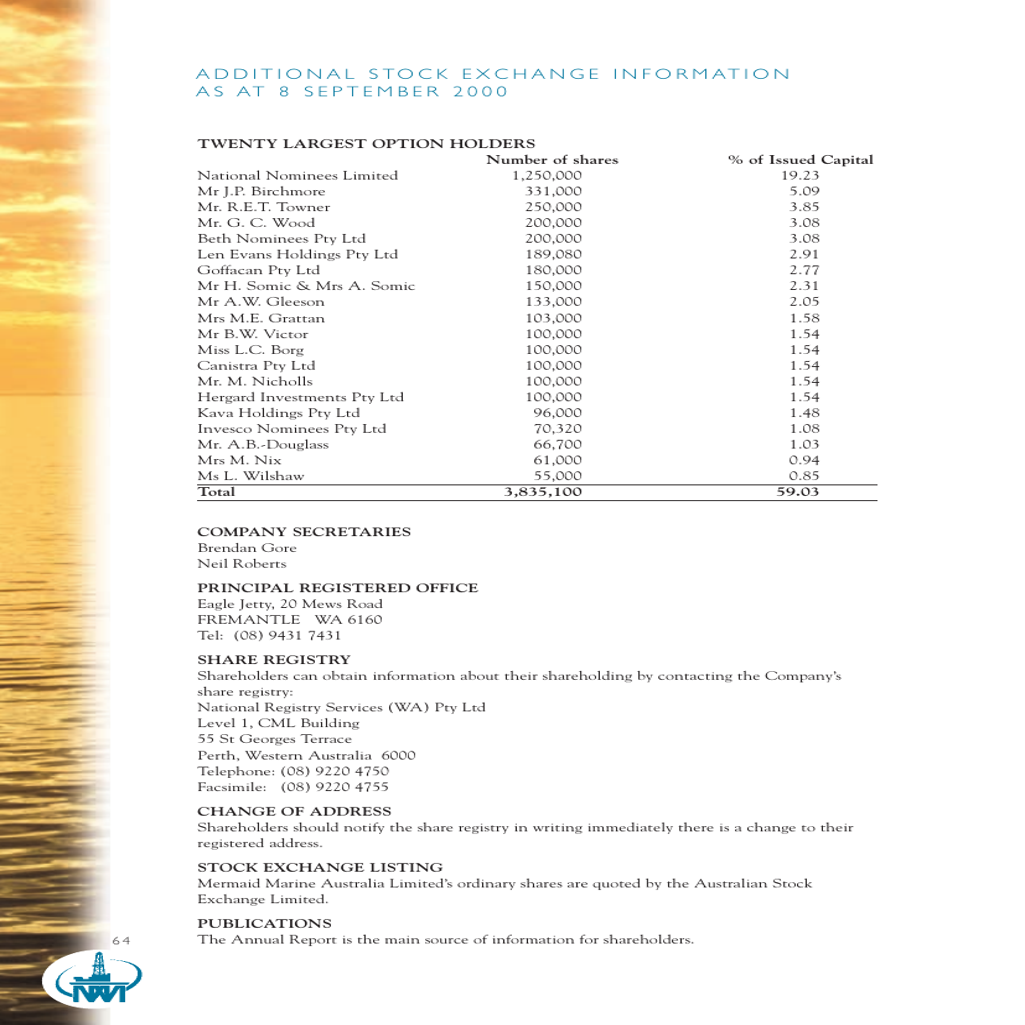 ADDITIONAL STOCK EXCHANGE INFORMATION
AS AT 8 SEPTEMBER 2000
TWENTY LARGEST OPTION HOLDERS
Number of shares % of Issued Capital
National Nominees Limited 1,250,000 19.23
Mr J.P. Birchmore 331,000 5.09
Mr. R.E.T. Towner 250,000 3.85
Mr. G. C. Wood 200,000 3.08
Beth Nominees Pty Ltd 200,000 3.08
Len Evans Holdings Pty Ltd 189,080 2.91
Goffacan Pty Ltd 180,000 2.77
Mr H. Somic & Mrs A. Somic 150,000 2.31
Mr A.W. Gleeson 133,000 2.05
Mrs M.E. Grattan 103,000 1.58
Mr B.W. Victor 100,000 1.54
Miss L.C. Borg 100,000 1.54
Canistra Pty Ltd 100,000 1.54
Mr. M. Nicholls 100,000 1.54
Hergard Investments Pty Ltd 100,000 1.54
Kava Holdings Pty Ltd 96,000 1.48
Invesco Nominees Pty Ltd 70,320 1.08
Mr. A.B.-Douglass 66,700 1.03
Mrs M. Nix 61,000 0.94
Ms L. Wilshaw 55,000 0.85
Total 3,835,100 59.03
COMPANY SECRETARIES
Brendan Gore
Neil Roberts
PRINCIPAL REGISTERED OFFICE
Eagle Jetty, 20 Mews Road
FREMANTLE WA 6160
Tel: (08) 9431 7431
SHARE REGISTRY
Shareholders can obtain information about their shareholding by contacting the Company's
share registry:
National Registry Services (WA) Pty Ltd
Level 1, CML Building
55 St Georges Terrace
Perth, Western Australia 6000
Telephone: (08) 9220 4750
Facsimile: (08) 9220 4755
CHANGE OF ADDRESS
Shareholders should notify the share registry in writing immediately there is a change to their
registered address.
STOCK EXCHANGE LISTING
Mermaid Marine Australia Limited's ordinary shares are quoted by the Australian Stock
Exchange Limited.
PUBLICATIONS
The Annual Report is the main source of information for shareholders.
64